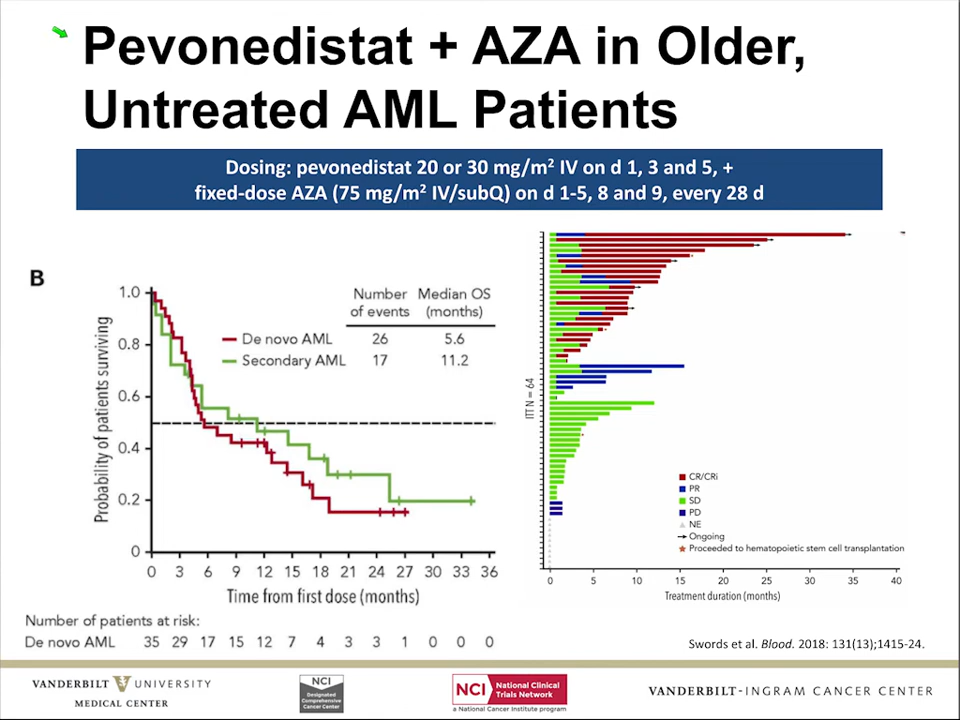 Pevonedistat + AZA in Older,
Untreated AML Patients
Dosing: pevonedistat 20 or 30 mg/m² IV on d 1, 3 and 5, +
fixed-dose AZA (75 mg/m² IV/subQ) on d 1-5, 8 and 9, every 28 d
B
Number of events Median OS (months)
De novo AML 26 5.6
Secondary AML 17 11.2
Probability of patients surviving
1.0
0.8
0.6
0.4
0.2
0
0 3 6 9 12 15 18 21 24 27 30 33 36
Time from first dose (months)
Number of patients at risk:
De novo AML 35 29 17 15 12 7 4 3 3 1 0 0 0
ITT N = 64
CR/CRi
PR
SD
PD
NE
Ongoing
Proceeded to hematopoietic stem cell transplantation
0 5 10 15 20 25 30 35 40
Treatment duration (months)
Swords et al. Blood. 2018: 131(13);1415-24.
VANDERBILT UNIVERSITY
MEDICAL CENTER
NCI
Designated
Comprehensive
Cancer Center
NCI National Clinical
Trials Network
a National Cancer Institute program
VANDERBILT-INGRAM CANCER CENTER